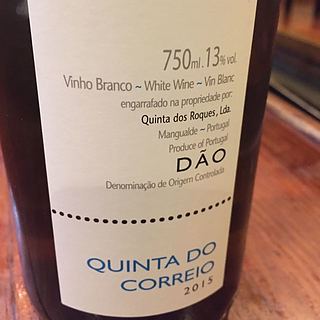 750ml. 13% vol.
Vinho Branco ~ White Wine ~ Vin Blanc
engarrafado na propriedade por:
Quinta dos Roques, Lda.
Mangualde ~ Portugal
Produce of Portugal
DÃO
Denominação de Origem Controlada
QUINTA DO
CORREIO
2015